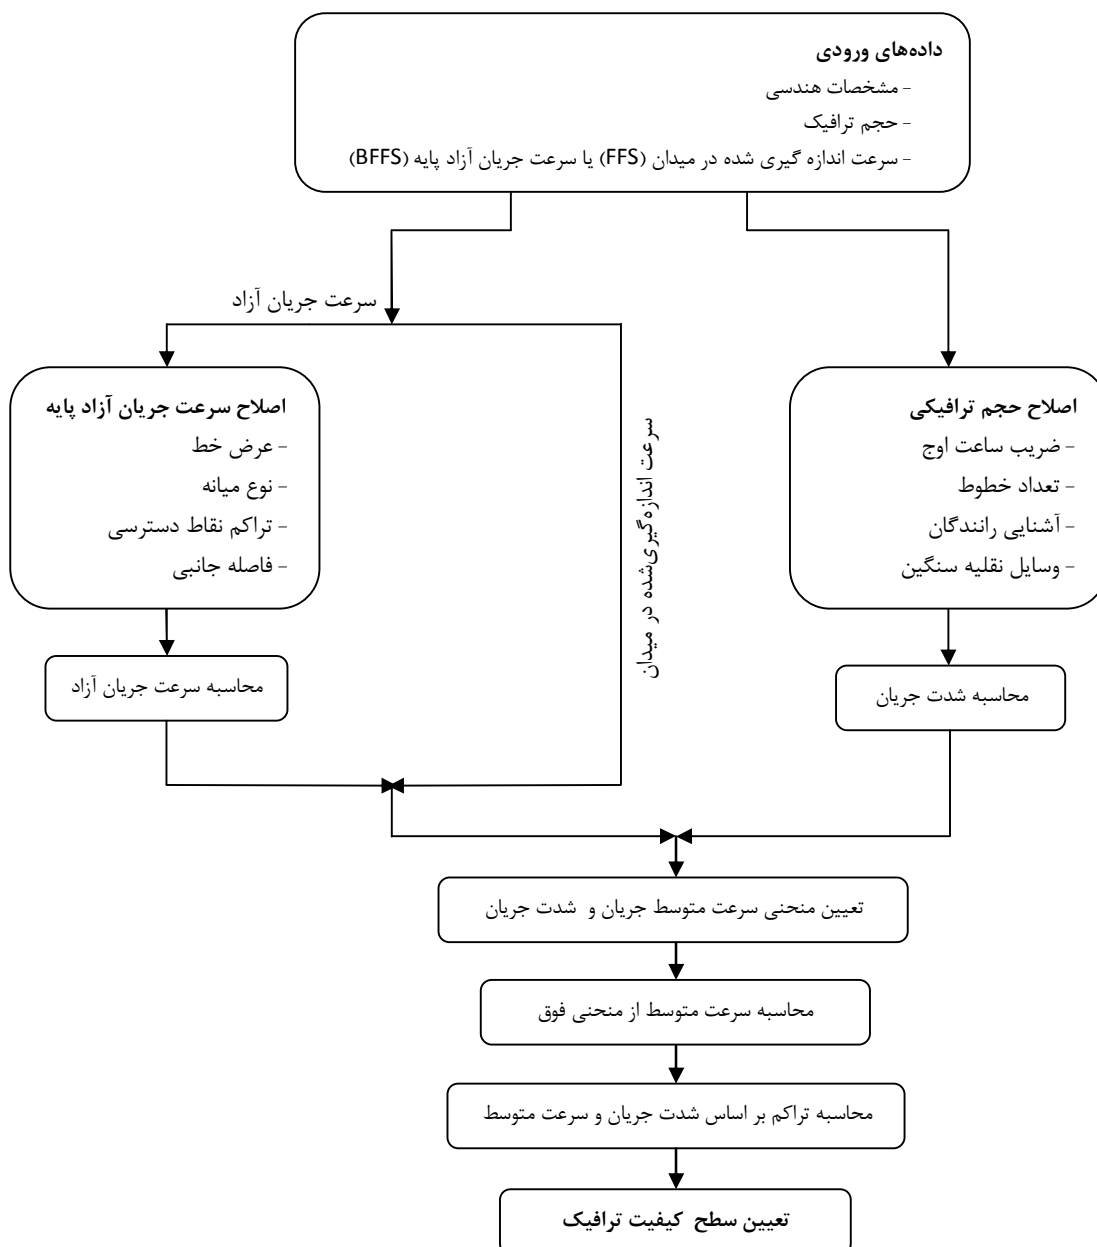 داده‌های ورودی
- مشخصات هندسی
- حجم ترافیک
- سرعت اندازه گیری شده در میدان (FFS) یا سرعت جریان آزاد پایه (BFFS)
سرعت جریان آزاد
اصلاح حجم ترافیکی
- ضریب ساعت اوج
- تعداد خطوط
- آشنایی رانندگان
- وسایل نقلیه سنگین
سرعت اندازه‌گیری‌شده در میدان
اصلاح سرعت جریان آزاد پایه
- عرض خط
- نوع میانه
- تراکم نقاط دسترسی
- فاصله جانبی
محاسبه شدت جریان
محاسبه سرعت جریان آزاد
تعیین منحنی سرعت متوسط جریان و شدت جریان
محاسبه سرعت متوسط از منحنی فوق
محاسبه تراکم بر اساس شدت جریان و سرعت متوسط
تعیین سطح کیفیت ترافیک